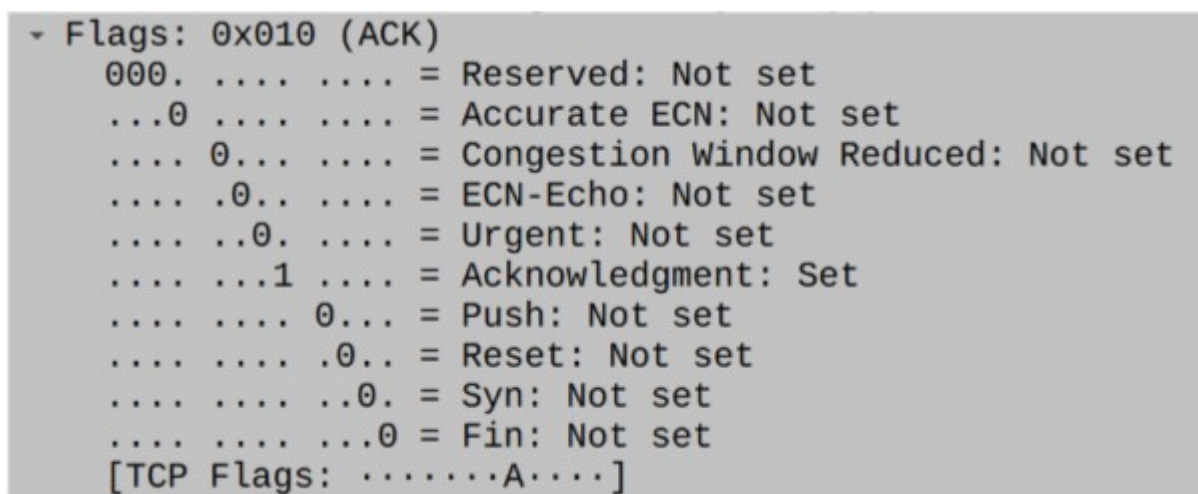 Flags: 0x010 (ACK)
000. .... .... = Reserved: Not set
...0 .... .... = Accurate ECN: Not set
.... 0... .... = Congestion Window Reduced: Not set
.... .0.. .... = ECN-Echo: Not set
.... ..0. .... = Urgent: Not set
.... ...1 .... = Acknowledgment: Set
.... .... 0... = Push: Not set
.... .... .0.. = Reset: Not set
.... .... ..0. = Syn: Not set
.... .... ...0 = Fin: Not set
[TCP Flags: ·······A····]